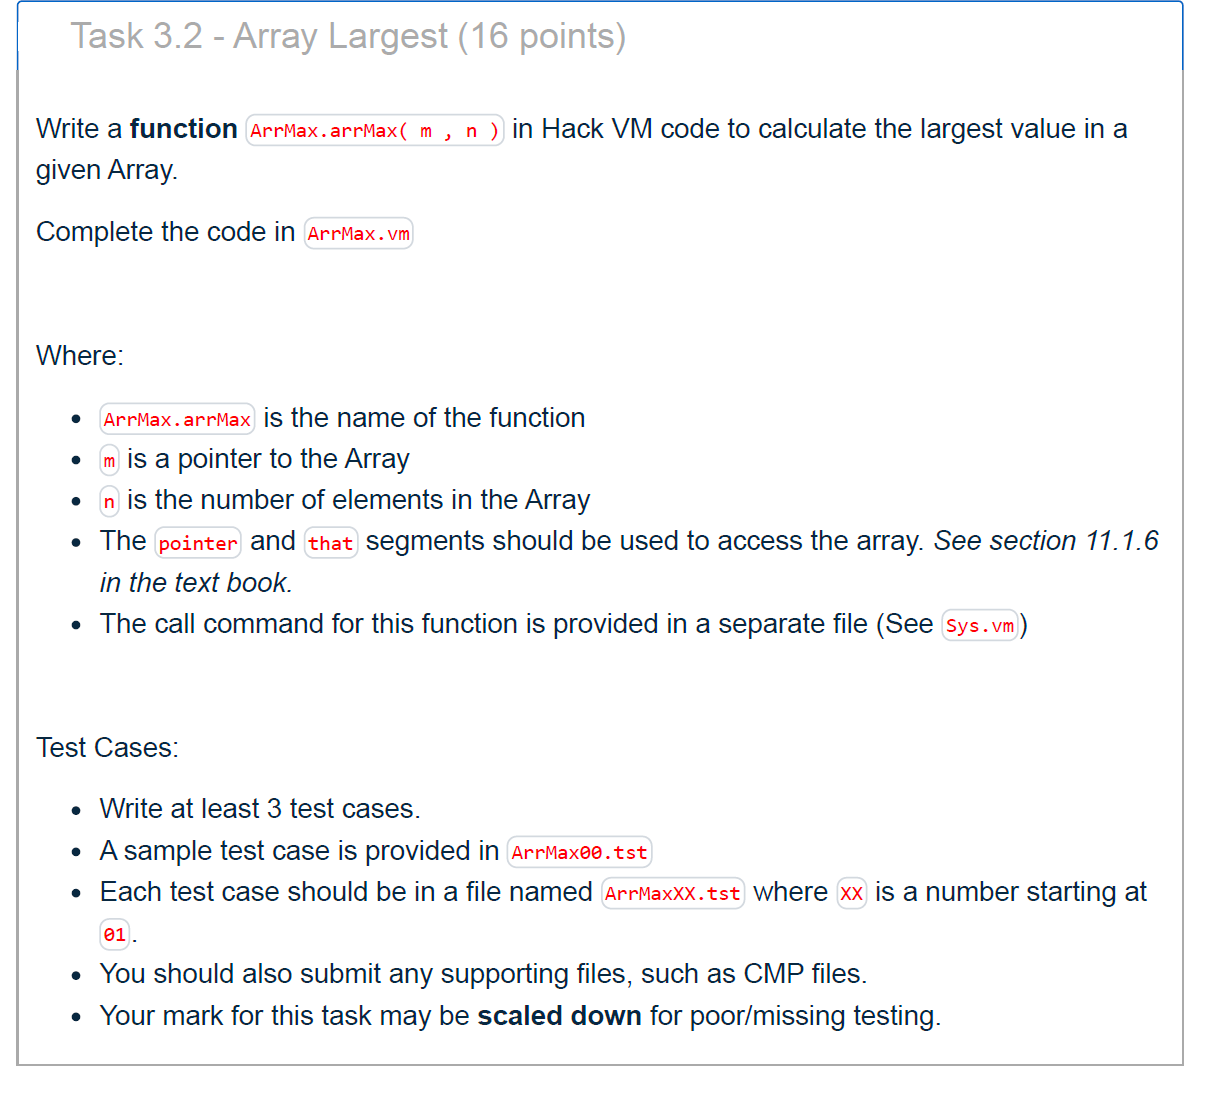 Task 3.2 - Array Largest (16 points)
Write a function ArrMax.arrMax( m , n ) in Hack VM code to calculate the largest value in a
given Array.
Complete the code in ArrMax.vm
Where:
• ArrMax.arrMax is the name of the function
• m is a pointer to the Array
• n is the number of elements in the Array
• The pointer and that segments should be used to access the array. See section 11.1.6
in the text book.
• The call command for this function is provided in a separate file (See Sys.vm)
Test Cases:
• Write at least 3 test cases.
• A sample test case is provided in ArrMax00.tst
• Each test case should be in a file named ArrMaxXX.tst where XX is a number starting at
01.
• You should also submit any supporting files, such as CMP files.
• Your mark for this task may be scaled down for poor/missing testing.